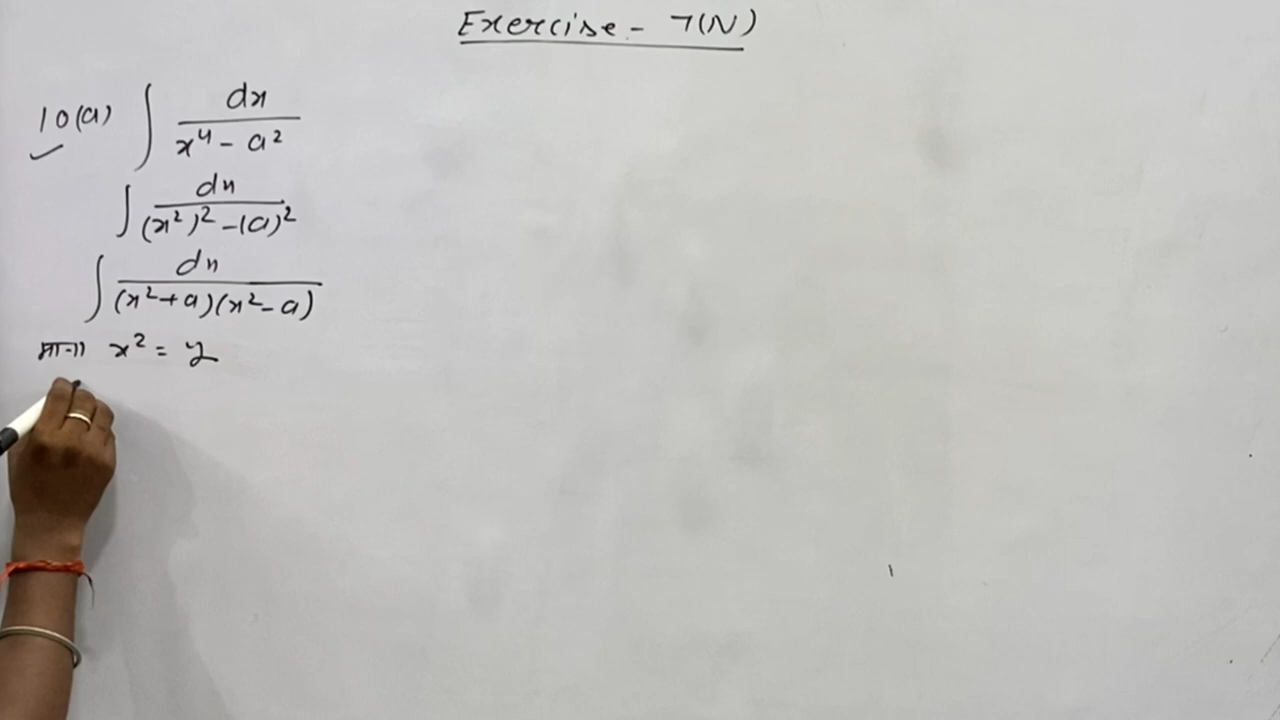 Exercise - 7(N)
10(a) ∫ dx / x⁴ - a²
∫ dx / (x²)² - (a)²
∫ dx / (x²+a)(x²-a)
माना x² = y